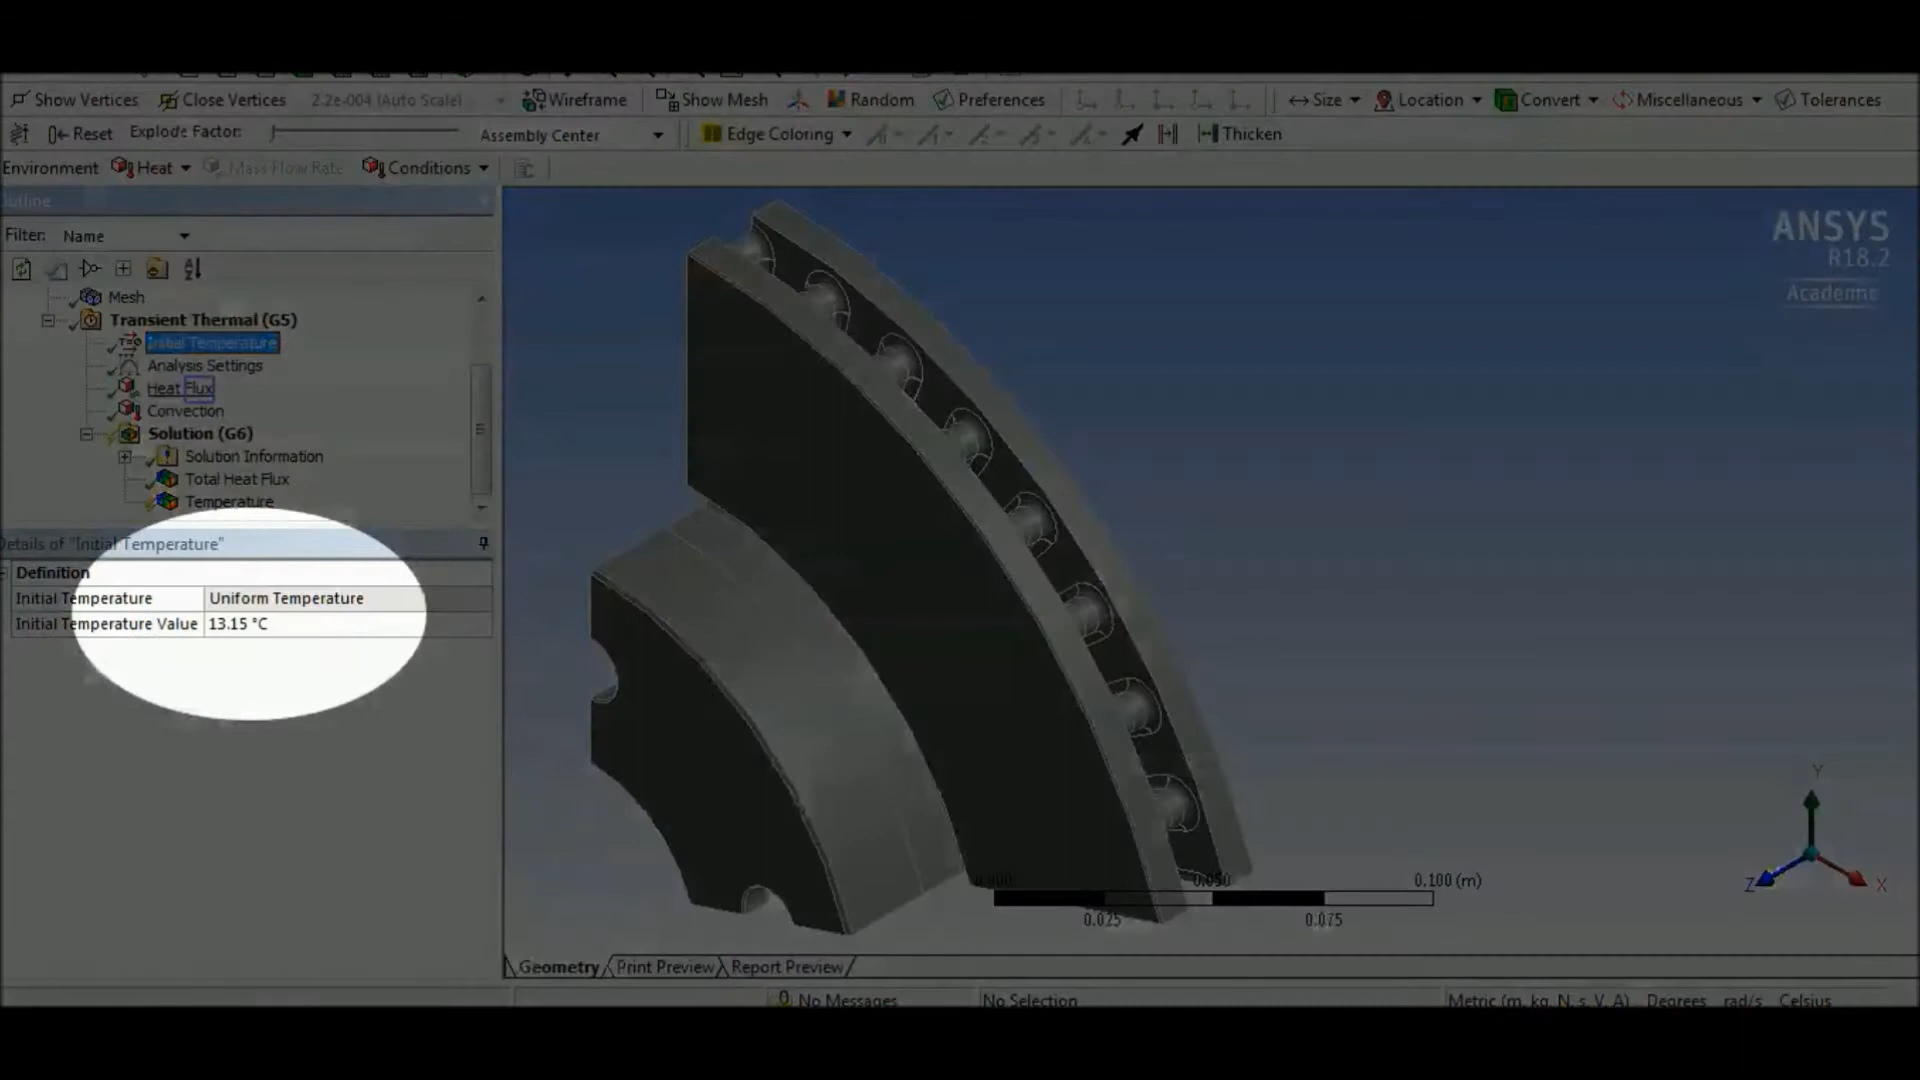 Show Vertices Close Vertices 2.2e-004 (Auto Scale) Wireframe Show Mesh Random Preferences Size Location Convert Miscellaneous Tolerances
Reset Explode Factor: Assembly Center Edge Coloring Thicken
Environment Heat Mass Flow Rate Conditions
Outline
Filter: Name
Mesh
Transient Thermal (G5)
Initial Temperature
Analysis Settings
Heat Flux
Convection
Solution (G6)
Solution Information
Total Heat Flux
Temperature
Details of "Initial Temperature"
Definition
Initial Temperature Uniform Temperature
Initial Temperature Value 13.15 °C
ANSYS
R18.2
Academic
Y
Z X
0.000 0.050 0.100 (m)
0.025 0.075
Geometry Print Preview Report Preview
0 No Messages No Selection Metric (m, kg, N, s, V, A) Degrees rad/s Celsius